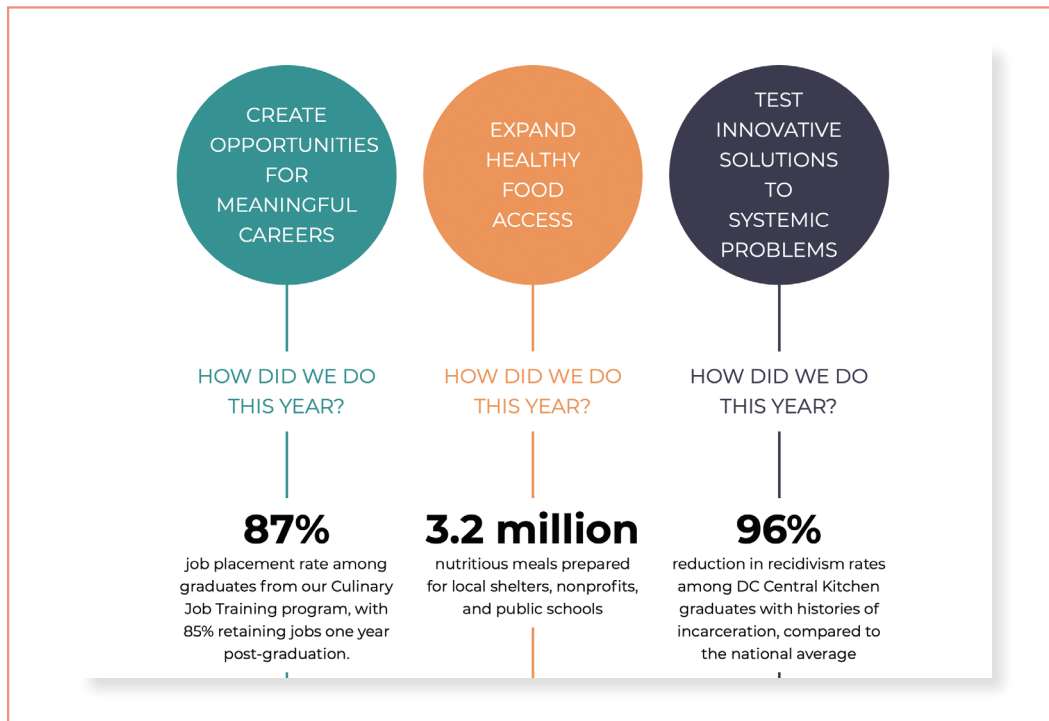 CREATE
OPPORTUNITIES
FOR
MEANINGFUL
CAREERS
HOW DID WE DO
THIS YEAR?
87%
job placement rate among
graduates from our Culinary
Job Training program, with
85% retaining jobs one year
post-graduation.
EXPAND
HEALTHY
FOOD
ACCESS
HOW DID WE DO
THIS YEAR?
3.2 million
nutritious meals prepared
for local shelters, nonprofits,
and public schools
TEST
INNOVATIVE
SOLUTIONS
TO
SYSTEMIC
PROBLEMS
HOW DID WE DO
THIS YEAR?
96%
reduction in recidivism rates
among DC Central Kitchen
graduates with histories of
incarceration, compared to
the national average